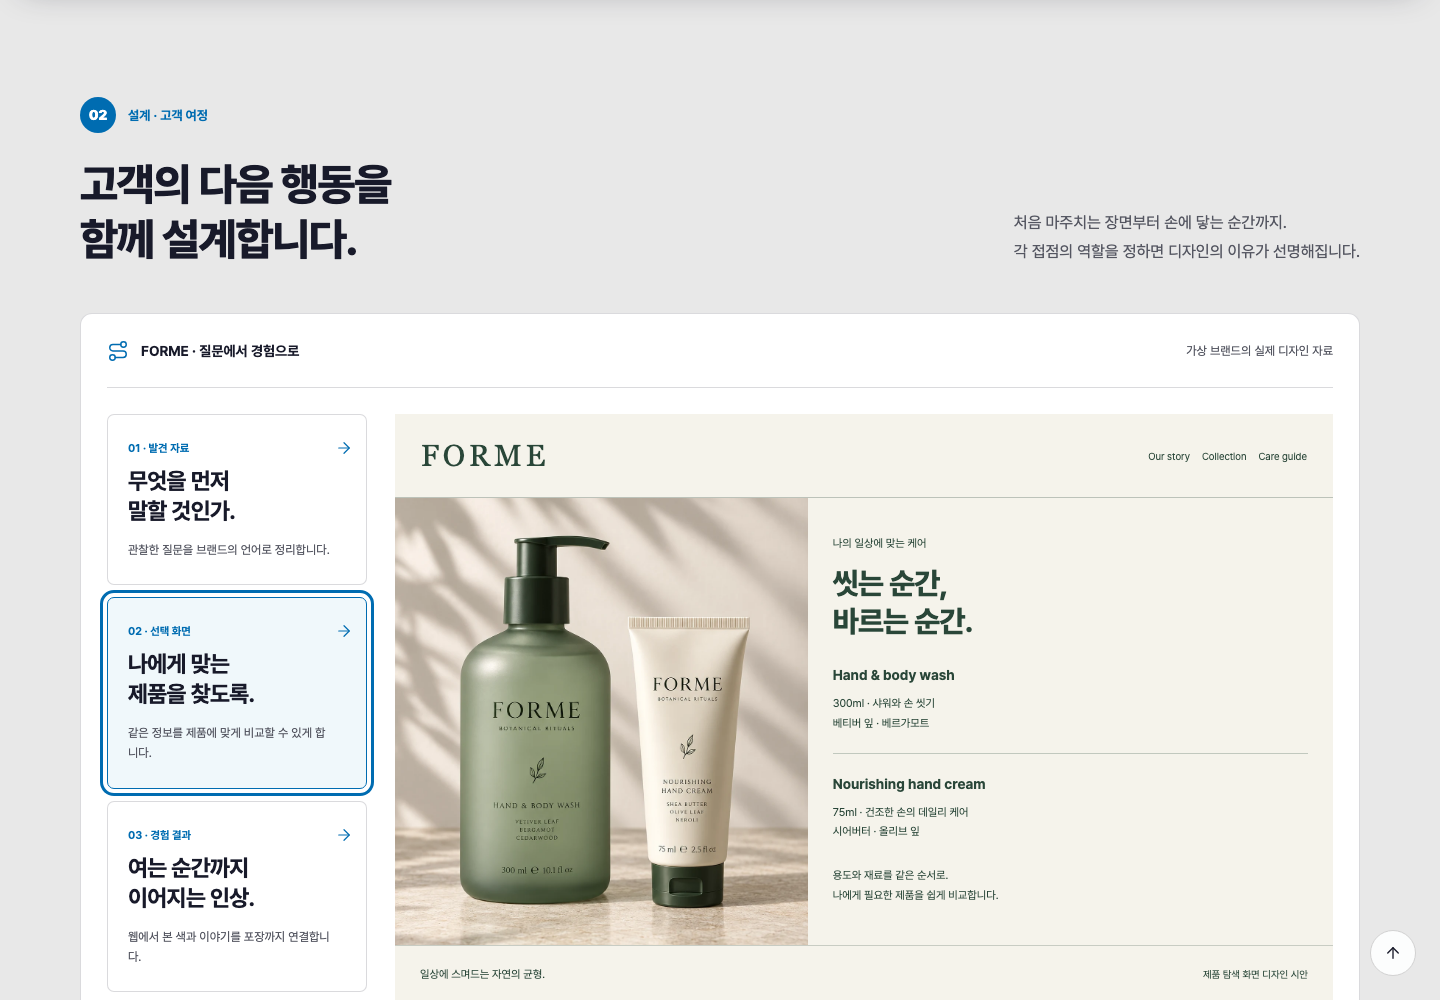 02
설계 · 고객 여정
고객의 다음 행동을
함께 설계합니다.
처음 마주치는 장면부터 손에 닿는 순간까지.
각 접점의 역할을 정하면 디자인의 이유가 선명해집니다.
FORME · 질문에서 경험으로
가상 브랜드의 실제 디자인 자료
01 · 발견 자료
무엇을 먼저
말할 것인가.
관찰한 질문을 브랜드의 언어로 정리합니다.
02 · 선택 화면
나에게 맞는
제품을 찾도록.
같은 정보를 제품에 맞게 비교할 수 있게 합
니다.
03 · 경험 결과
여는 순간까지
이어지는 인상.
웹에서 본 색과 이야기를 포장까지 연결합니
다.
FORME
Our story Collection Care guide
FORME
BOTANICAL RITUALS
HAND & BODY WASH
VETIVER LEAF
BERGAMOT
CEDARWOOD
300 ml ℮ 10.1 fl oz
FORME
BOTANICAL RITUALS
NOURISHING
HAND CREAM
SHEA BUTTER
OLIVE LEAF
NEROLI
75 ml ℮ 2.5 fl oz
나의 일상에 맞는 케어
씻는 순간,
바르는 순간.
Hand & body wash
300ml · 샤워와 손 씻기
베티버 잎 · 베르가모트
Nourishing hand cream
75ml · 건조한 손의 데일리 케어
시어버터 · 올리브 잎
용도와 재료를 같은 순서로.
나에게 필요한 제품을 쉽게 비교합니다.
일상에 스며드는 자연의 균형.
제품 탐색 화면 디자인 시안